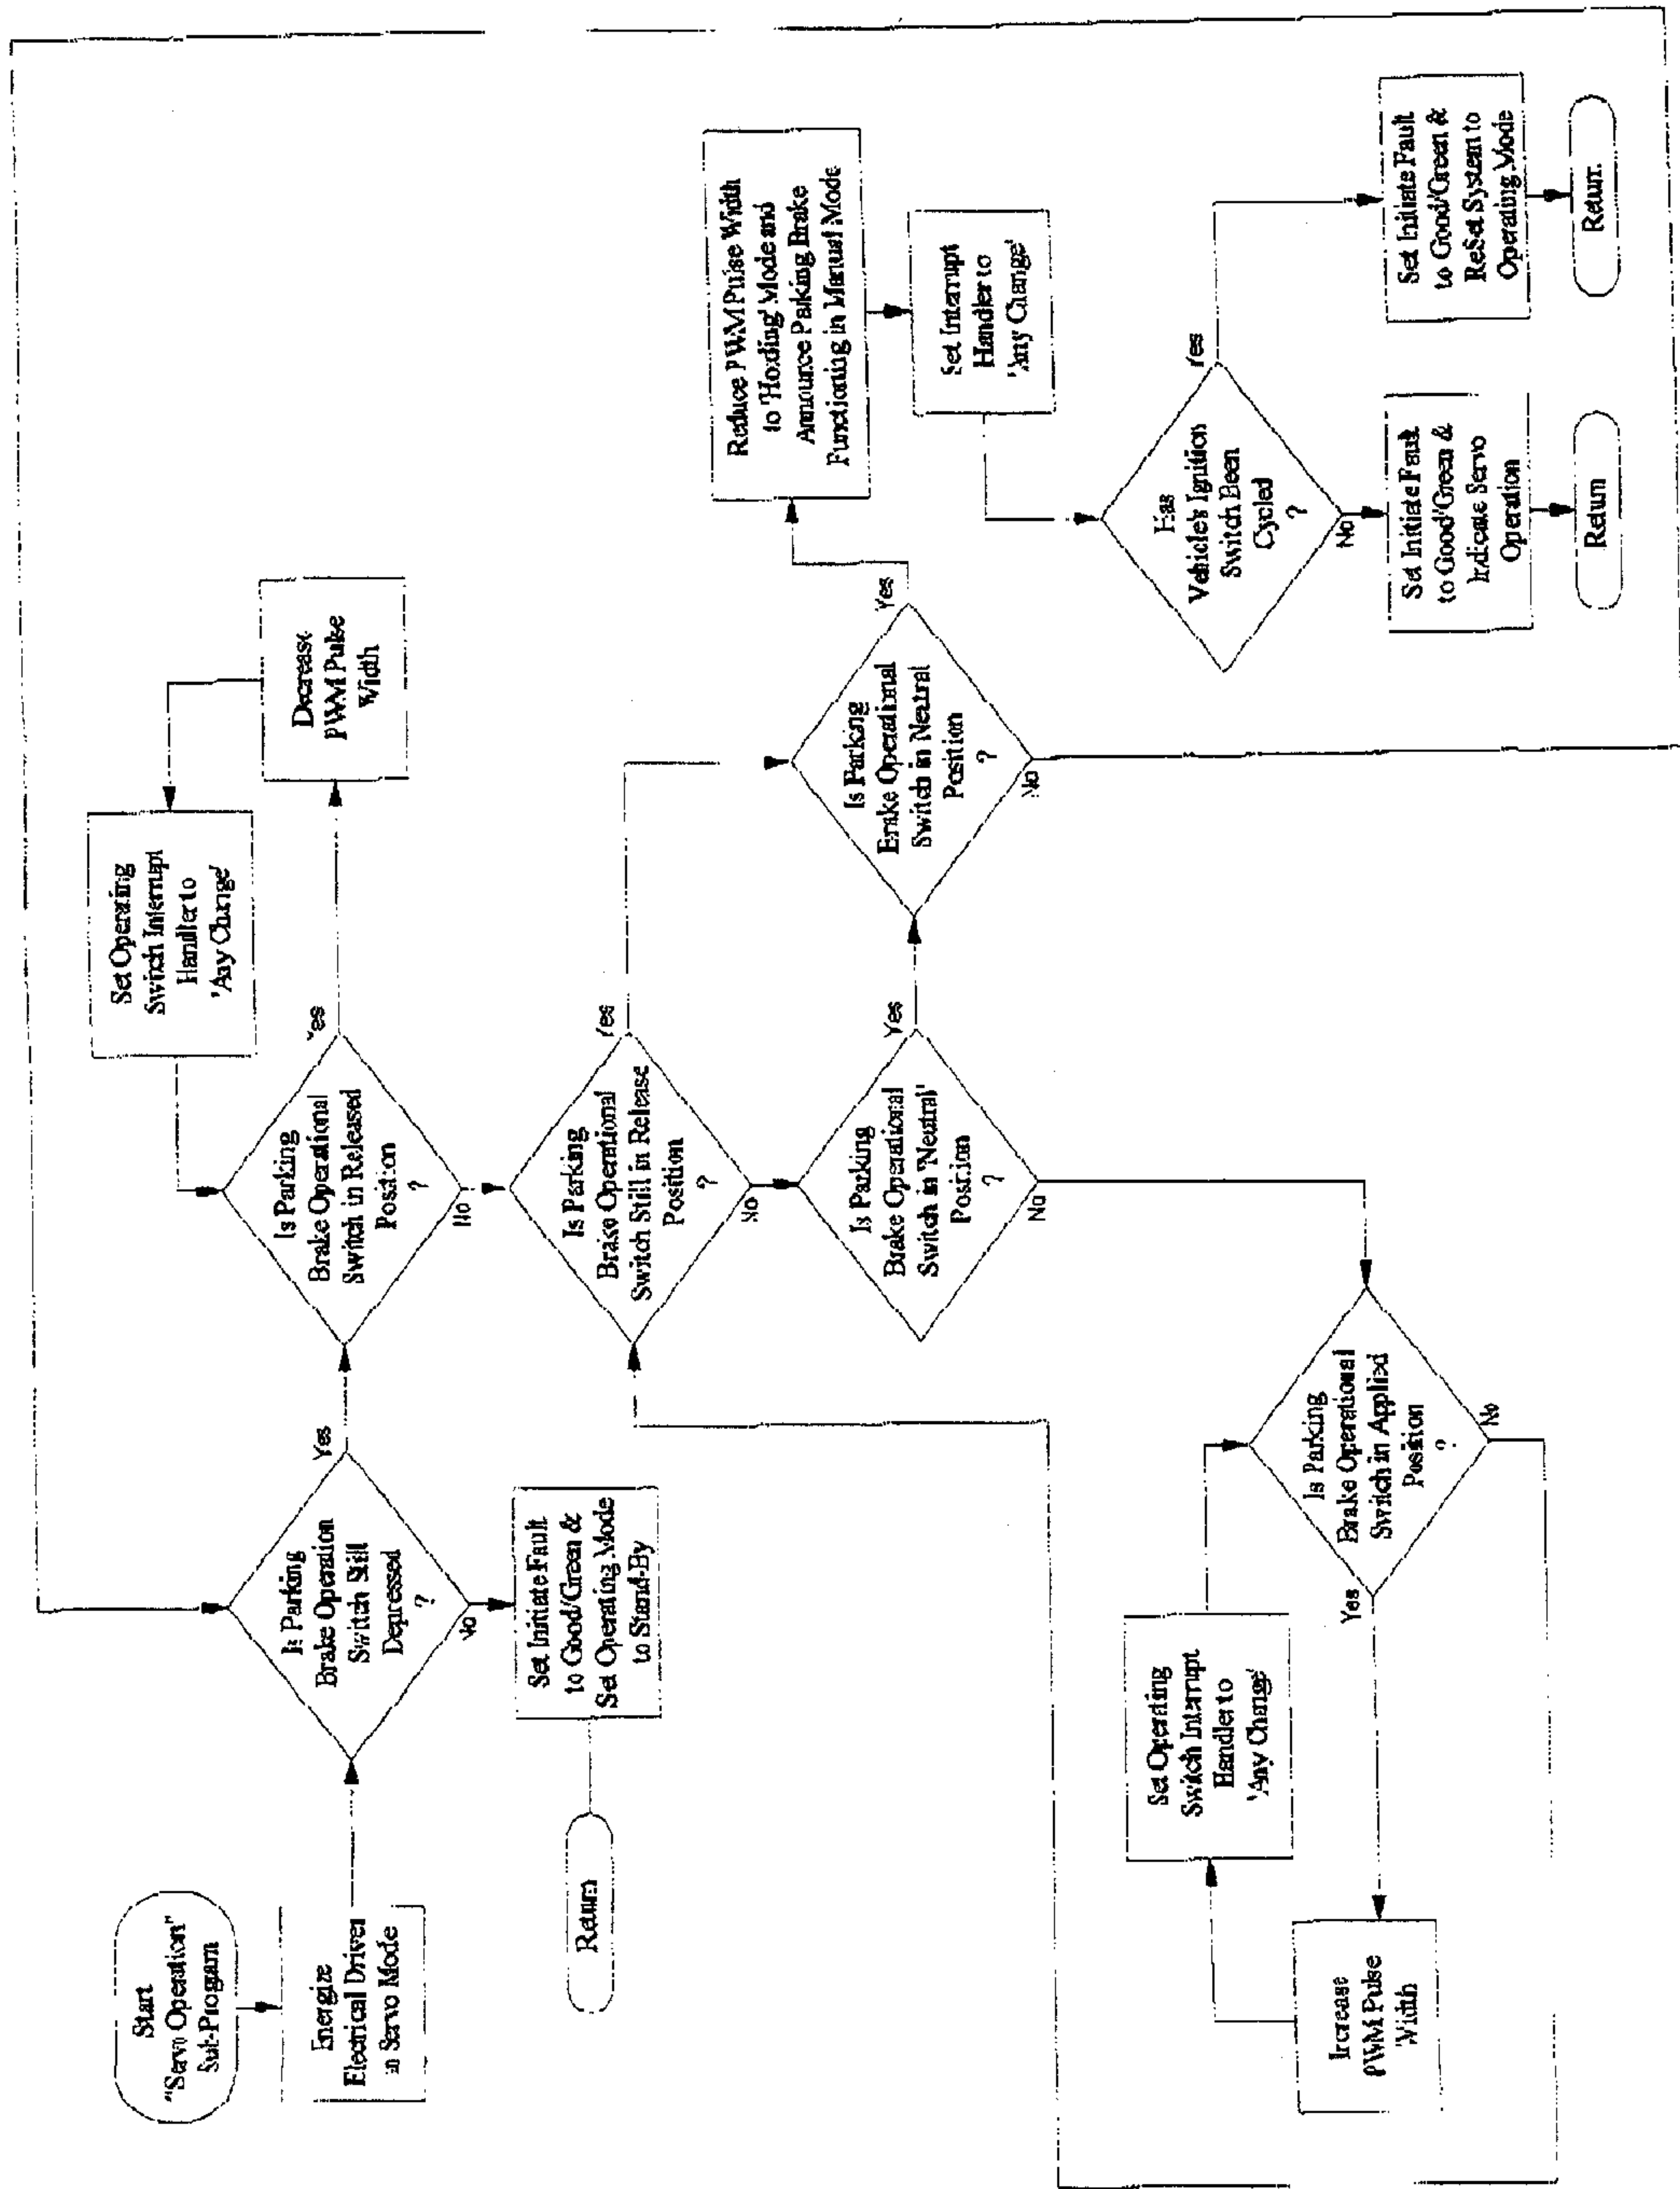 Start
"Servo Operation"
Sub-Program
Energize
Electrical Driver
in Servo Mode
Is Parking
Brake Operation
Switch Still
Depressed
?
Yes
No
Set Initiate Fault
to Good/Green &
Set Operating Mode
to Stand-By
Return
Is Parking
Brake Operational
Switch in Released
Position
?
Yes
No
Decrease
PWM Pulse
Width
Set Operating
Switch Interrupt
Handler to
'Any Change'
Is Parking
Brake Operational
Switch Still in Release
Position
?
Yes
No
Is Parking
Brake Operational
Switch in 'Neutral'
Position
?
Yes
No
Is Parking
Brake Operational
Switch in Neutral
Position
?
Yes
No
Reduce PWM Pulse Width
to 'Holding' Mode and
Announce Parking Brake
Functioning in Manual Mode
Set Interrupt
Handler to
'Any Change'
Has
Vehicle's Ignition
Switch Been
Cycled
?
Yes
No
Set Initiate Fault
to Good/Green &
Indicate Servo
Operation
Return
Set Initiate Fault
to Good/Green &
ReSet System to
Operating Mode
Return
Is Parking
Brake Operational
Switch in Applied
Position
?
Yes
No
Increase
PWM Pulse
Width
Set Operating
Switch Interrupt
Handler to
'Any Change'